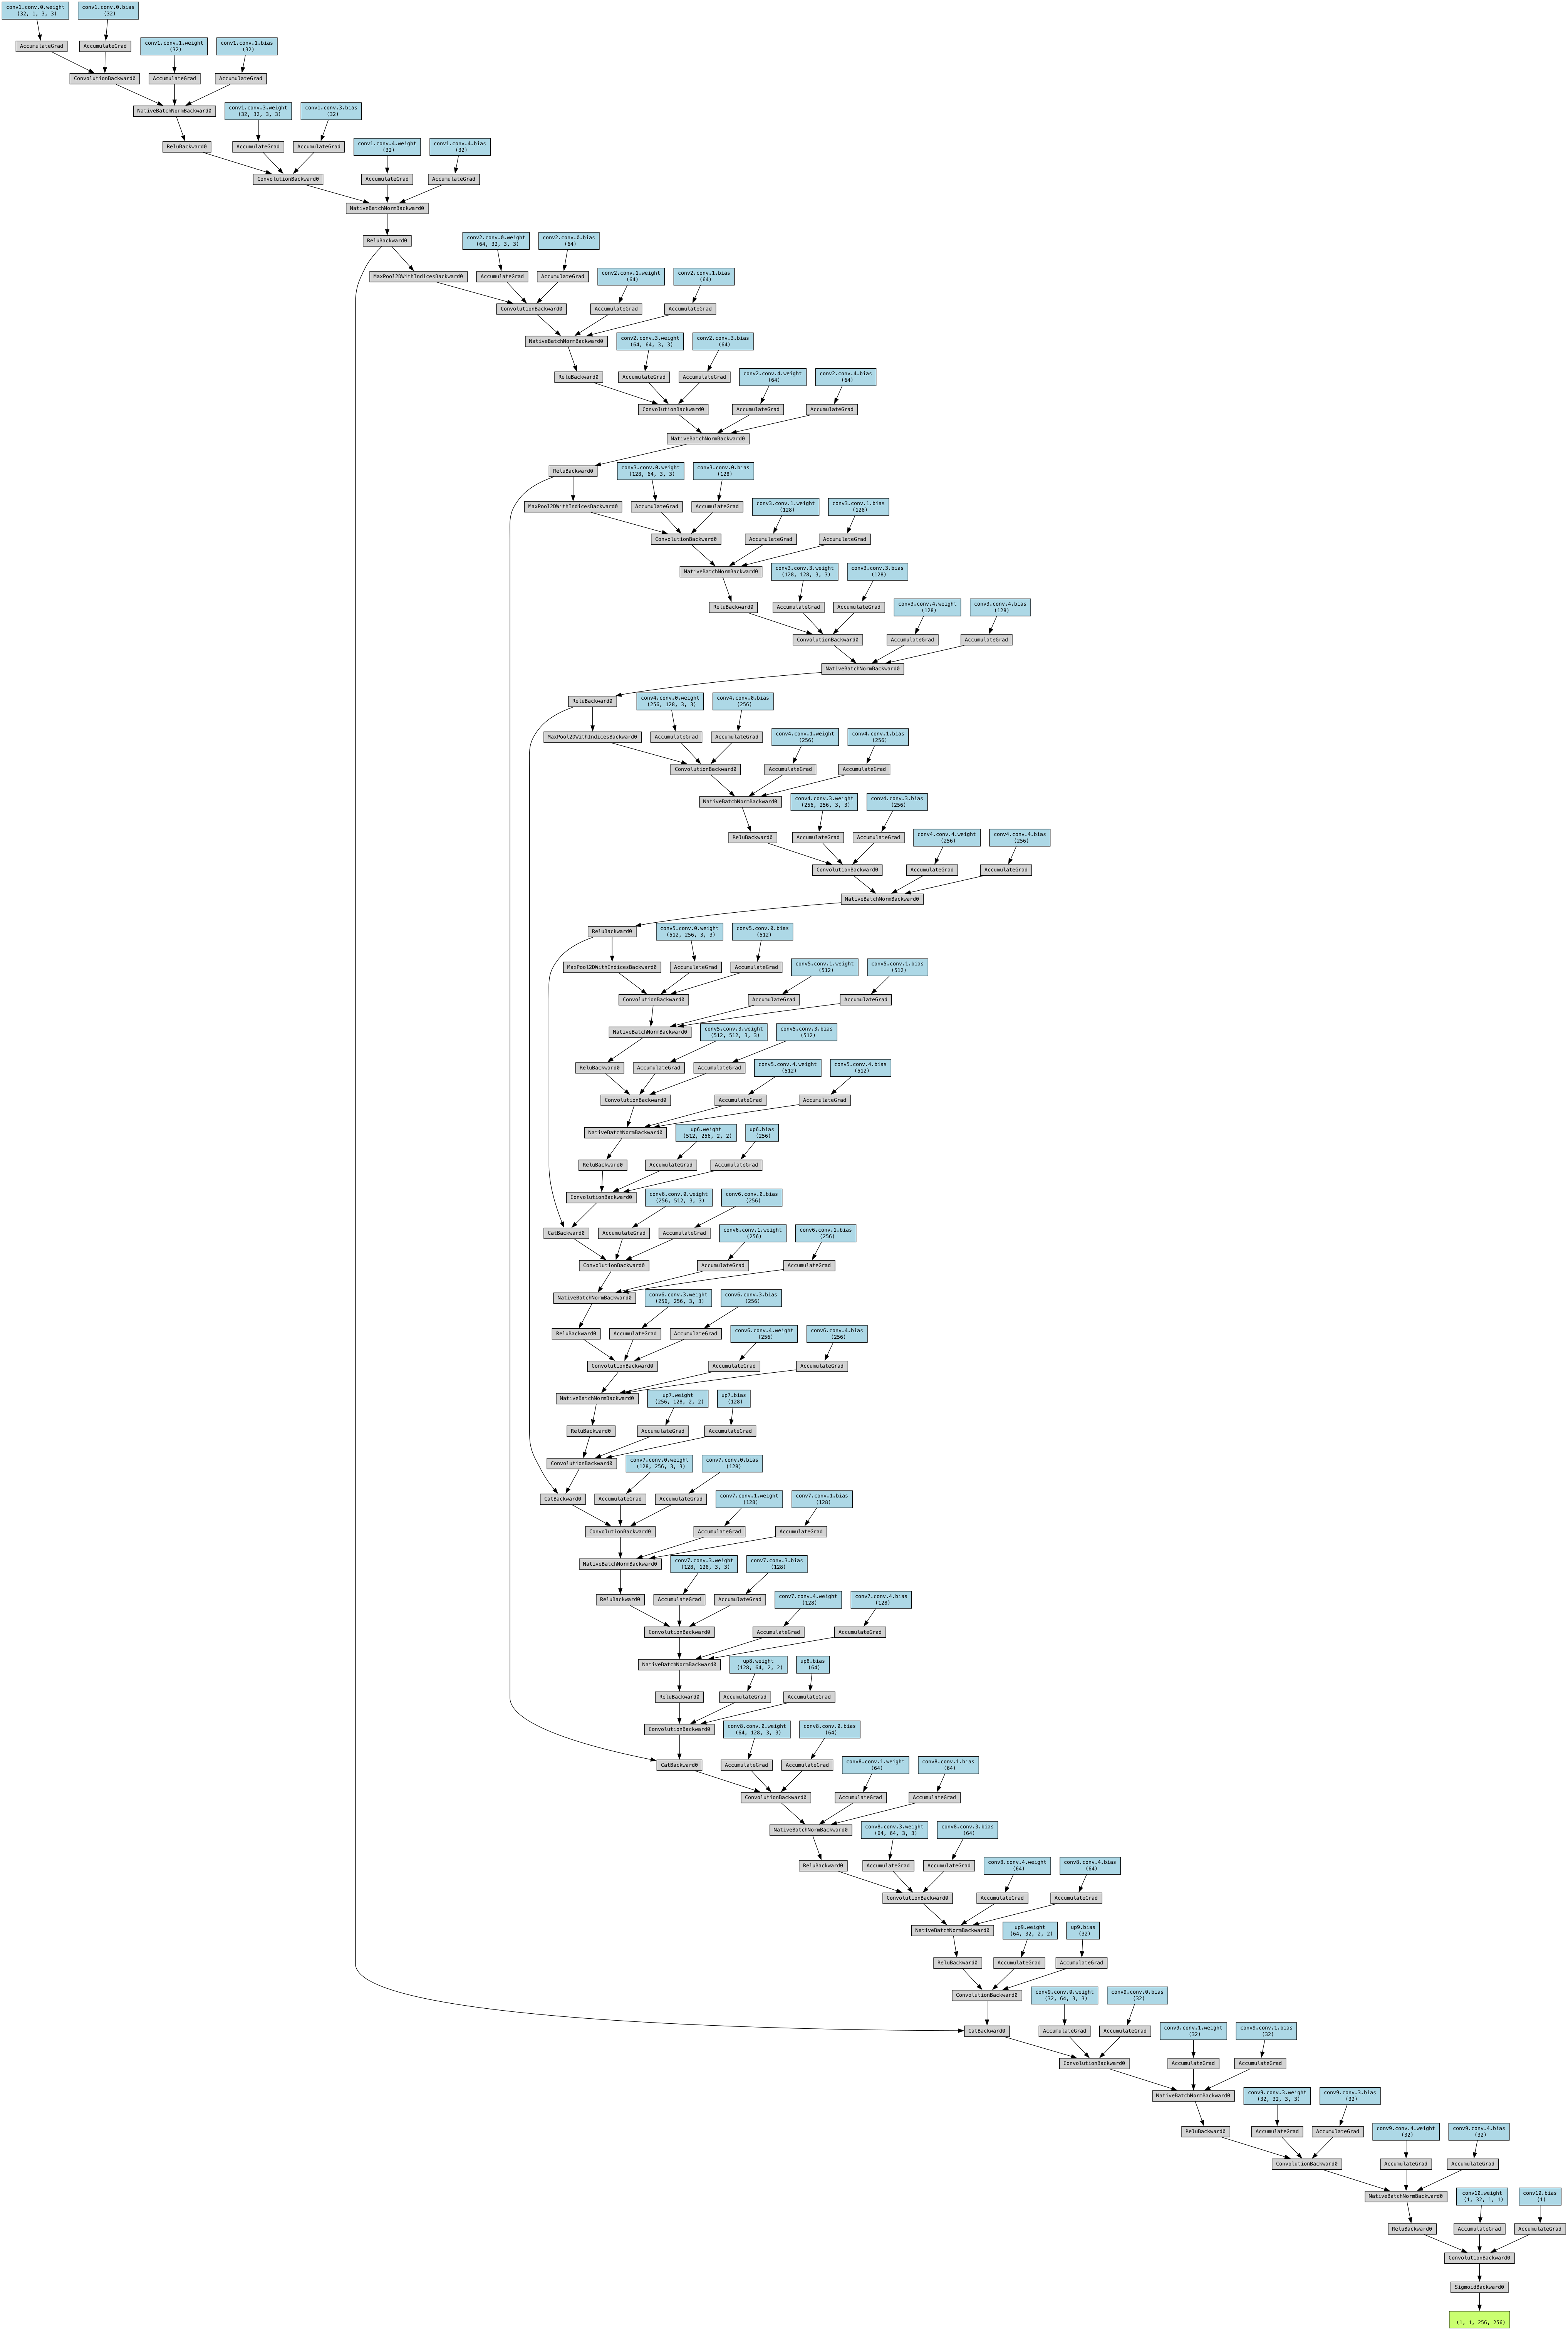 conv1.conv.0.weight
(32, 1, 3, 3)
conv1.conv.0.bias
(32)
AccumulateGrad
AccumulateGrad
conv1.conv.1.weight
(32)
conv1.conv.1.bias
(32)
ConvolutionBackward0
AccumulateGrad
AccumulateGrad
NativeBatchNormBackward0
conv1.conv.3.weight
(32, 32, 3, 3)
conv1.conv.3.bias
(32)
ReluBackward0
AccumulateGrad
AccumulateGrad
conv1.conv.4.weight
(32)
conv1.conv.4.bias
(32)
ConvolutionBackward0
AccumulateGrad
AccumulateGrad
NativeBatchNormBackward0
ReluBackward0
conv2.conv.0.weight
(64, 32, 3, 3)
conv2.conv.0.bias
(64)
MaxPool2DWithIndicesBackward0
AccumulateGrad
AccumulateGrad
conv2.conv.1.weight
(64)
conv2.conv.1.bias
(64)
ConvolutionBackward0
AccumulateGrad
AccumulateGrad
NativeBatchNormBackward0
conv2.conv.3.weight
(64, 64, 3, 3)
conv2.conv.3.bias
(64)
ReluBackward0
AccumulateGrad
AccumulateGrad
conv2.conv.4.weight
(64)
conv2.conv.4.bias
(64)
ConvolutionBackward0
AccumulateGrad
AccumulateGrad
NativeBatchNormBackward0
ReluBackward0
conv3.conv.0.weight
(128, 64, 3, 3)
conv3.conv.0.bias
(128)
MaxPool2DWithIndicesBackward0
AccumulateGrad
AccumulateGrad
conv3.conv.1.weight
(128)
conv3.conv.1.bias
(128)
ConvolutionBackward0
AccumulateGrad
AccumulateGrad
NativeBatchNormBackward0
conv3.conv.3.weight
(128, 128, 3, 3)
conv3.conv.3.bias
(128)
ReluBackward0
AccumulateGrad
AccumulateGrad
conv3.conv.4.weight
(128)
conv3.conv.4.bias
(128)
ConvolutionBackward0
AccumulateGrad
AccumulateGrad
NativeBatchNormBackward0
ReluBackward0
conv4.conv.0.weight
(256, 128, 3, 3)
conv4.conv.0.bias
(256)
MaxPool2DWithIndicesBackward0
AccumulateGrad
AccumulateGrad
conv4.conv.1.weight
(256)
conv4.conv.1.bias
(256)
ConvolutionBackward0
AccumulateGrad
AccumulateGrad
NativeBatchNormBackward0
conv4.conv.3.weight
(256, 256, 3, 3)
conv4.conv.3.bias
(256)
ReluBackward0
AccumulateGrad
AccumulateGrad
conv4.conv.4.weight
(256)
conv4.conv.4.bias
(256)
ConvolutionBackward0
AccumulateGrad
AccumulateGrad
NativeBatchNormBackward0
ReluBackward0
conv5.conv.0.weight
(512, 256, 3, 3)
conv5.conv.0.bias
(512)
MaxPool2DWithIndicesBackward0
AccumulateGrad
AccumulateGrad
conv5.conv.1.weight
(512)
conv5.conv.1.bias
(512)
ConvolutionBackward0
AccumulateGrad
AccumulateGrad
NativeBatchNormBackward0
conv5.conv.3.weight
(512, 512, 3, 3)
conv5.conv.3.bias
(512)
ReluBackward0
AccumulateGrad
AccumulateGrad
conv5.conv.4.weight
(512)
conv5.conv.4.bias
(512)
ConvolutionBackward0
AccumulateGrad
AccumulateGrad
NativeBatchNormBackward0
up6.weight
(512, 256, 2, 2)
up6.bias
(256)
ReluBackward0
AccumulateGrad
AccumulateGrad
ConvolutionBackward0
conv6.conv.0.weight
(256, 512, 3, 3)
conv6.conv.0.bias
(256)
CatBackward0
AccumulateGrad
AccumulateGrad
conv6.conv.1.weight
(256)
conv6.conv.1.bias
(256)
ConvolutionBackward0
AccumulateGrad
AccumulateGrad
NativeBatchNormBackward0
conv6.conv.3.weight
(256, 256, 3, 3)
conv6.conv.3.bias
(256)
ReluBackward0
AccumulateGrad
AccumulateGrad
conv6.conv.4.weight
(256)
conv6.conv.4.bias
(256)
ConvolutionBackward0
AccumulateGrad
AccumulateGrad
NativeBatchNormBackward0
up7.weight
(256, 128, 2, 2)
up7.bias
(128)
ReluBackward0
AccumulateGrad
AccumulateGrad
ConvolutionBackward0
conv7.conv.0.weight
(128, 256, 3, 3)
conv7.conv.0.bias
(128)
CatBackward0
AccumulateGrad
AccumulateGrad
conv7.conv.1.weight
(128)
conv7.conv.1.bias
(128)
ConvolutionBackward0
AccumulateGrad
AccumulateGrad
NativeBatchNormBackward0
conv7.conv.3.weight
(128, 128, 3, 3)
conv7.conv.3.bias
(128)
ReluBackward0
AccumulateGrad
AccumulateGrad
conv7.conv.4.weight
(128)
conv7.conv.4.bias
(128)
ConvolutionBackward0
AccumulateGrad
AccumulateGrad
NativeBatchNormBackward0
up8.weight
(128, 64, 2, 2)
up8.bias
(64)
ReluBackward0
AccumulateGrad
AccumulateGrad
ConvolutionBackward0
conv8.conv.0.weight
(64, 128, 3, 3)
conv8.conv.0.bias
(64)
CatBackward0
AccumulateGrad
AccumulateGrad
conv8.conv.1.weight
(64)
conv8.conv.1.bias
(64)
ConvolutionBackward0
AccumulateGrad
AccumulateGrad
NativeBatchNormBackward0
conv8.conv.3.weight
(64, 64, 3, 3)
conv8.conv.3.bias
(64)
ReluBackward0
AccumulateGrad
AccumulateGrad
conv8.conv.4.weight
(64)
conv8.conv.4.bias
(64)
ConvolutionBackward0
AccumulateGrad
AccumulateGrad
NativeBatchNormBackward0
up9.weight
(64, 32, 2, 2)
up9.bias
(32)
ReluBackward0
AccumulateGrad
AccumulateGrad
ConvolutionBackward0
conv9.conv.0.weight
(32, 64, 3, 3)
conv9.conv.0.bias
(32)
CatBackward0
AccumulateGrad
AccumulateGrad
conv9.conv.1.weight
(32)
conv9.conv.1.bias
(32)
ConvolutionBackward0
AccumulateGrad
AccumulateGrad
NativeBatchNormBackward0
conv9.conv.3.weight
(32, 32, 3, 3)
conv9.conv.3.bias
(32)
ReluBackward0
AccumulateGrad
AccumulateGrad
conv9.conv.4.weight
(32)
conv9.conv.4.bias
(32)
ConvolutionBackward0
AccumulateGrad
AccumulateGrad
NativeBatchNormBackward0
conv10.weight
(1, 32, 1, 1)
conv10.bias
(1)
ReluBackward0
AccumulateGrad
AccumulateGrad
ConvolutionBackward0
SigmoidBackward0
(1, 1, 256, 256)